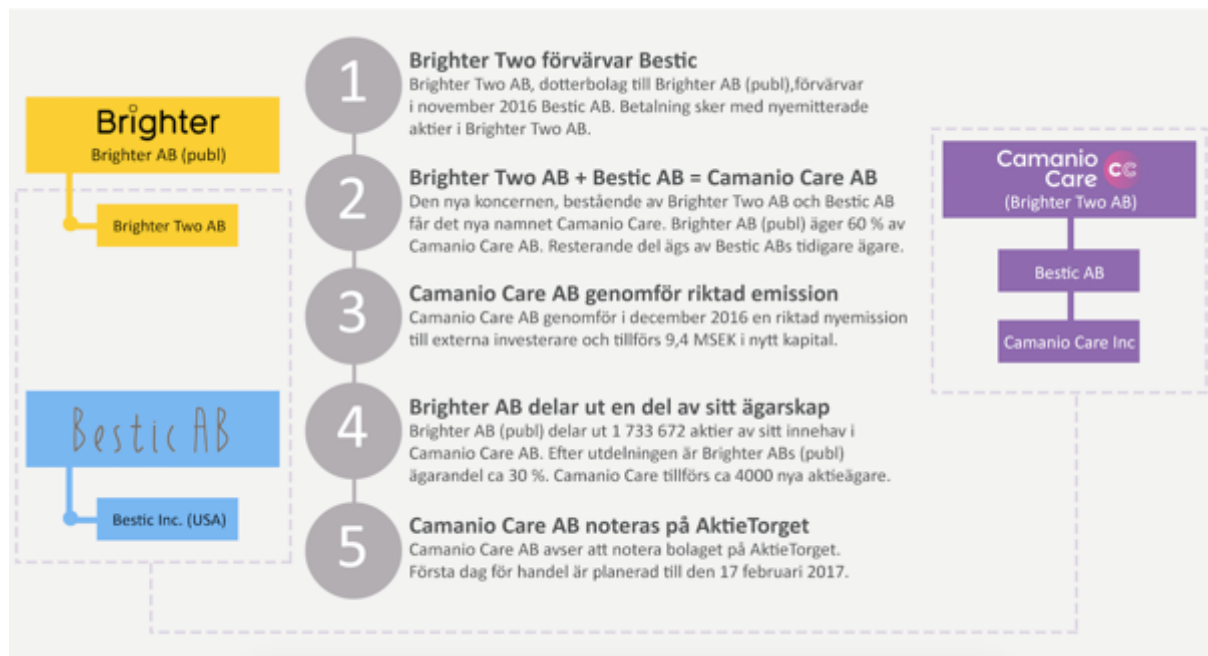 Brighter
Brighter AB (publ)
Brighter Two AB
Bestic AB
Bestic Inc. (USA)
1
Brighter Two förvärvar Bestic
Brighter Two AB, dotterbolag till Brighter AB (publ),förvärvar
i november 2016 Bestic AB. Betalning sker med nyemitterade
aktier i Brighter Two AB.
2
Brighter Two AB + Bestic AB = Camanio Care AB
Den nya koncernen, bestående av Brighter Two AB och Bestic AB
får det nya namnet Camanio Care. Brighter AB (publ) äger 60 % av
Camanio Care AB. Resterande del ägs av Bestic ABs tidigare ägare.
3
Camanio Care AB genomför riktad emission
Camanio Care AB genomför i december 2016 en riktad nyemission
till externa investerare och tillförs 9,4 MSEK i nytt kapital.
4
Brighter AB delar ut en del av sitt ägarskap
Brighter AB (publ) delar ut 1 733 672 aktier av sitt innehav i
Camanio Care AB. Efter utdelningen är Brighter ABs (publ)
ägarandel ca 30 %. Camanio Care tillförs ca 4000 nya aktieägare.
5
Camanio Care AB noteras på AktieTorget
Camanio Care AB avser att notera bolaget på AktieTorget.
Första dag för handel är planerad till den 17 februari 2017.
Camanio
Care CC
(Brighter Two AB)
Bestic AB
Camanio Care Inc